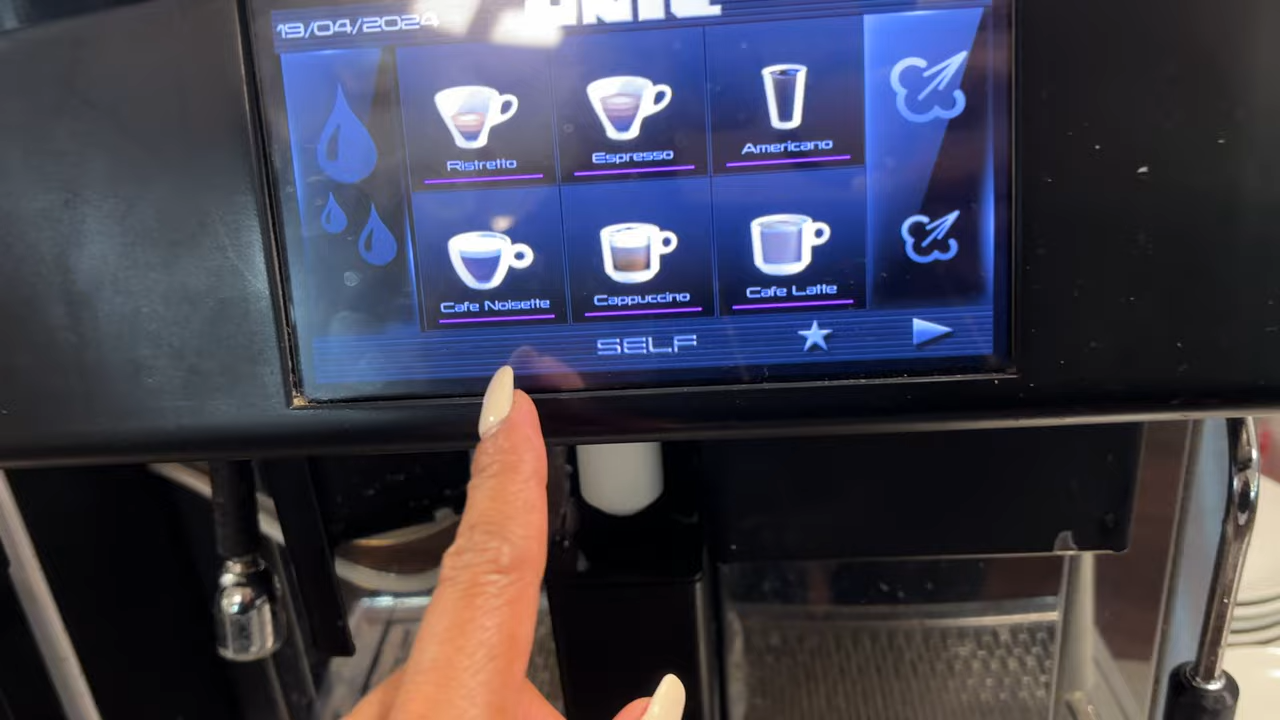 19/04/2024
Ristretto
Espresso
Americano
Cafe Noisette
Cappuccino
Cafe Latte
SELF